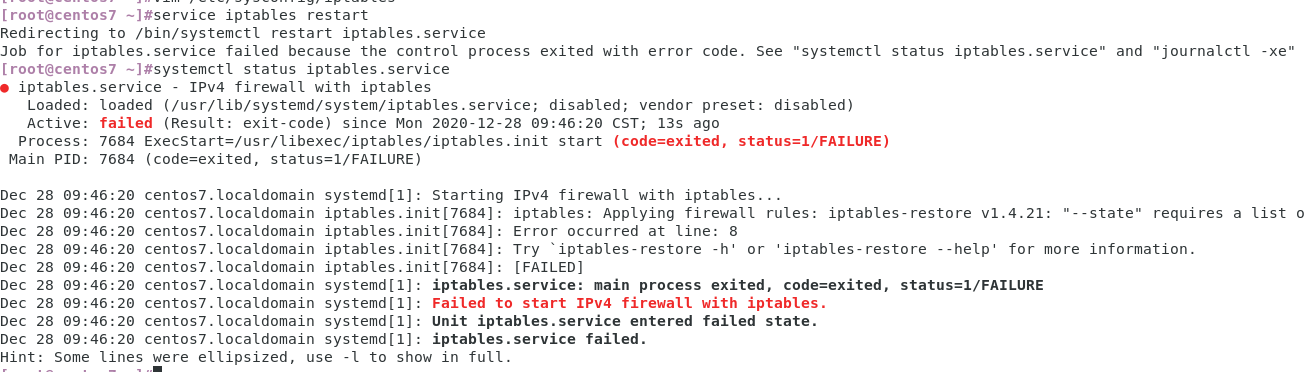 [root@centos7 ~]#vim /etc/sysconfig/iptables
[root@centos7 ~]#service iptables restart
Redirecting to /bin/systemctl restart iptables.service
Job for iptables.service failed because the control process exited with error code. See "systemctl status iptables.service" and "journalctl -xe"
[root@centos7 ~]#systemctl status iptables.service
● iptables.service - IPv4 firewall with iptables
   Loaded: loaded (/usr/lib/systemd/system/iptables.service; disabled; vendor preset: disabled)
   Active: failed (Result: exit-code) since Mon 2020-12-28 09:46:20 CST; 13s ago
  Process: 7684 ExecStart=/usr/libexec/iptables/iptables.init start (code=exited, status=1/FAILURE)
 Main PID: 7684 (code=exited, status=1/FAILURE)

Dec 28 09:46:20 centos7.localdomain systemd[1]: Starting IPv4 firewall with iptables...
Dec 28 09:46:20 centos7.localdomain iptables.init[7684]: iptables: Applying firewall rules: iptables-restore v1.4.21: "--state" requires a list o
Dec 28 09:46:20 centos7.localdomain iptables.init[7684]: Error occurred at line: 8
Dec 28 09:46:20 centos7.localdomain iptables.init[7684]: Try `iptables-restore -h' or 'iptables-restore --help' for more information.
Dec 28 09:46:20 centos7.localdomain iptables.init[7684]: [FAILED]
Dec 28 09:46:20 centos7.localdomain systemd[1]: iptables.service: main process exited, code=exited, status=1/FAILURE
Dec 28 09:46:20 centos7.localdomain systemd[1]: Failed to start IPv4 firewall with iptables.
Dec 28 09:46:20 centos7.localdomain systemd[1]: Unit iptables.service entered failed state.
Dec 28 09:46:20 centos7.localdomain systemd[1]: iptables.service failed.
Hint: Some lines were ellipsized, use -l to show in full.
[root@centos7 ~]#